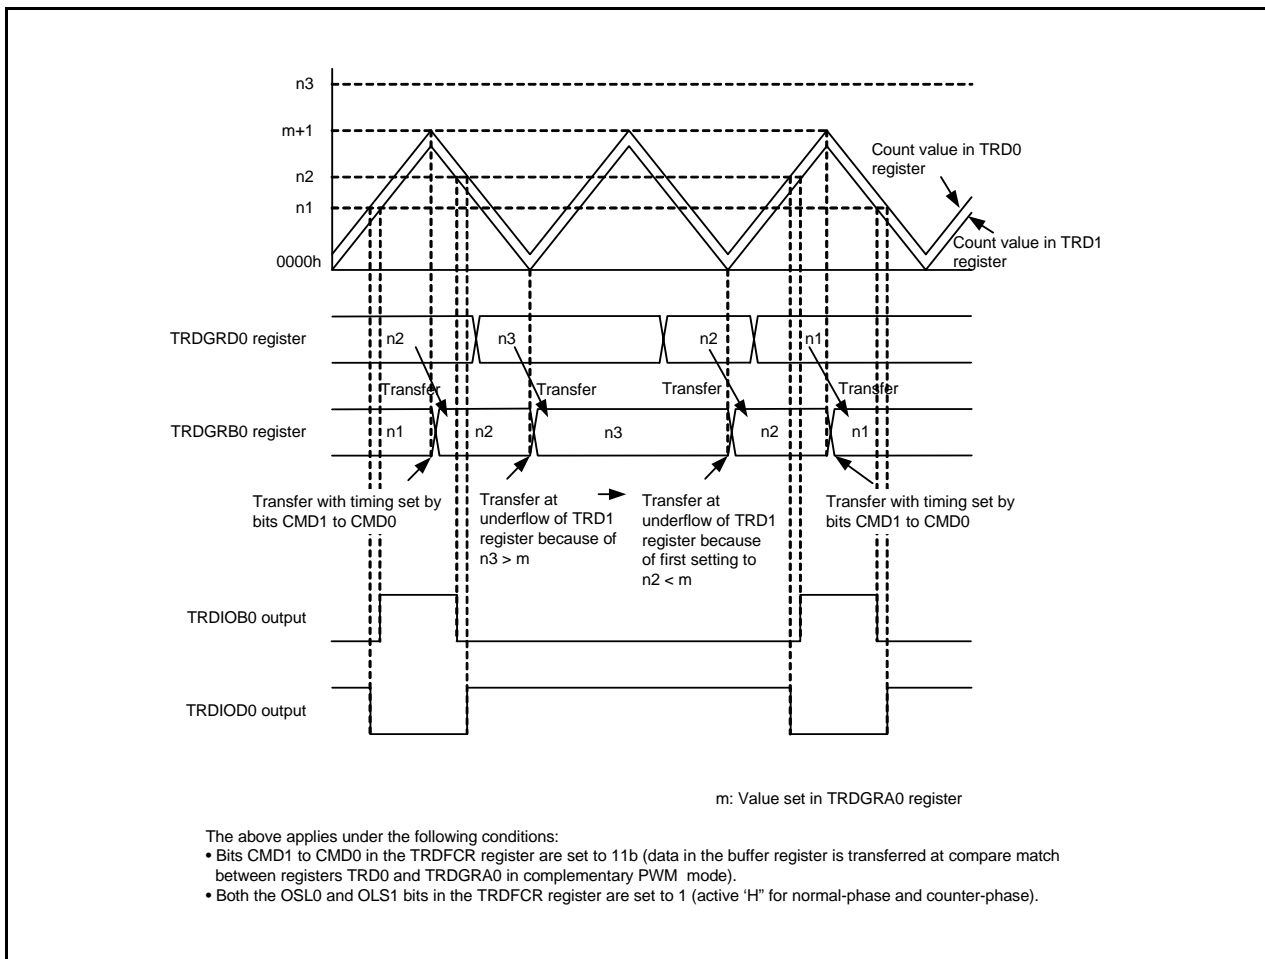 n3
m+1
n2
n1
0000h
Count value in TRD0
register
Count value in TRD1
register
TRDGRD0 register
n2
n3
n2
n1
Transfer
Transfer
Transfer
Transfer
TRDGRB0 register
n1
n2
n3
n2
n1
Transfer with timing set by
bits CMD1 to CMD0
Transfer at
underflow of TRD1
register because of
n3 > m
Transfer at
underflow of TRD1
register because
of first setting to
n2 < m
Transfer with timing set by
bits CMD1 to CMD0
TRDIOB0 output
TRDIOD0 output
m: Value set in TRDGRA0 register
The above applies under the following conditions:
• Bits CMD1 to CMD0 in the TRDFCR register are set to 11b (data in the buffer register is transferred at compare match
between registers TRD0 and TRDGRA0 in complementary PWM mode).
• Both the OSL0 and OLS1 bits in the TRDFCR register are set to 1 (active ‘H” for normal-phase and counter-phase).